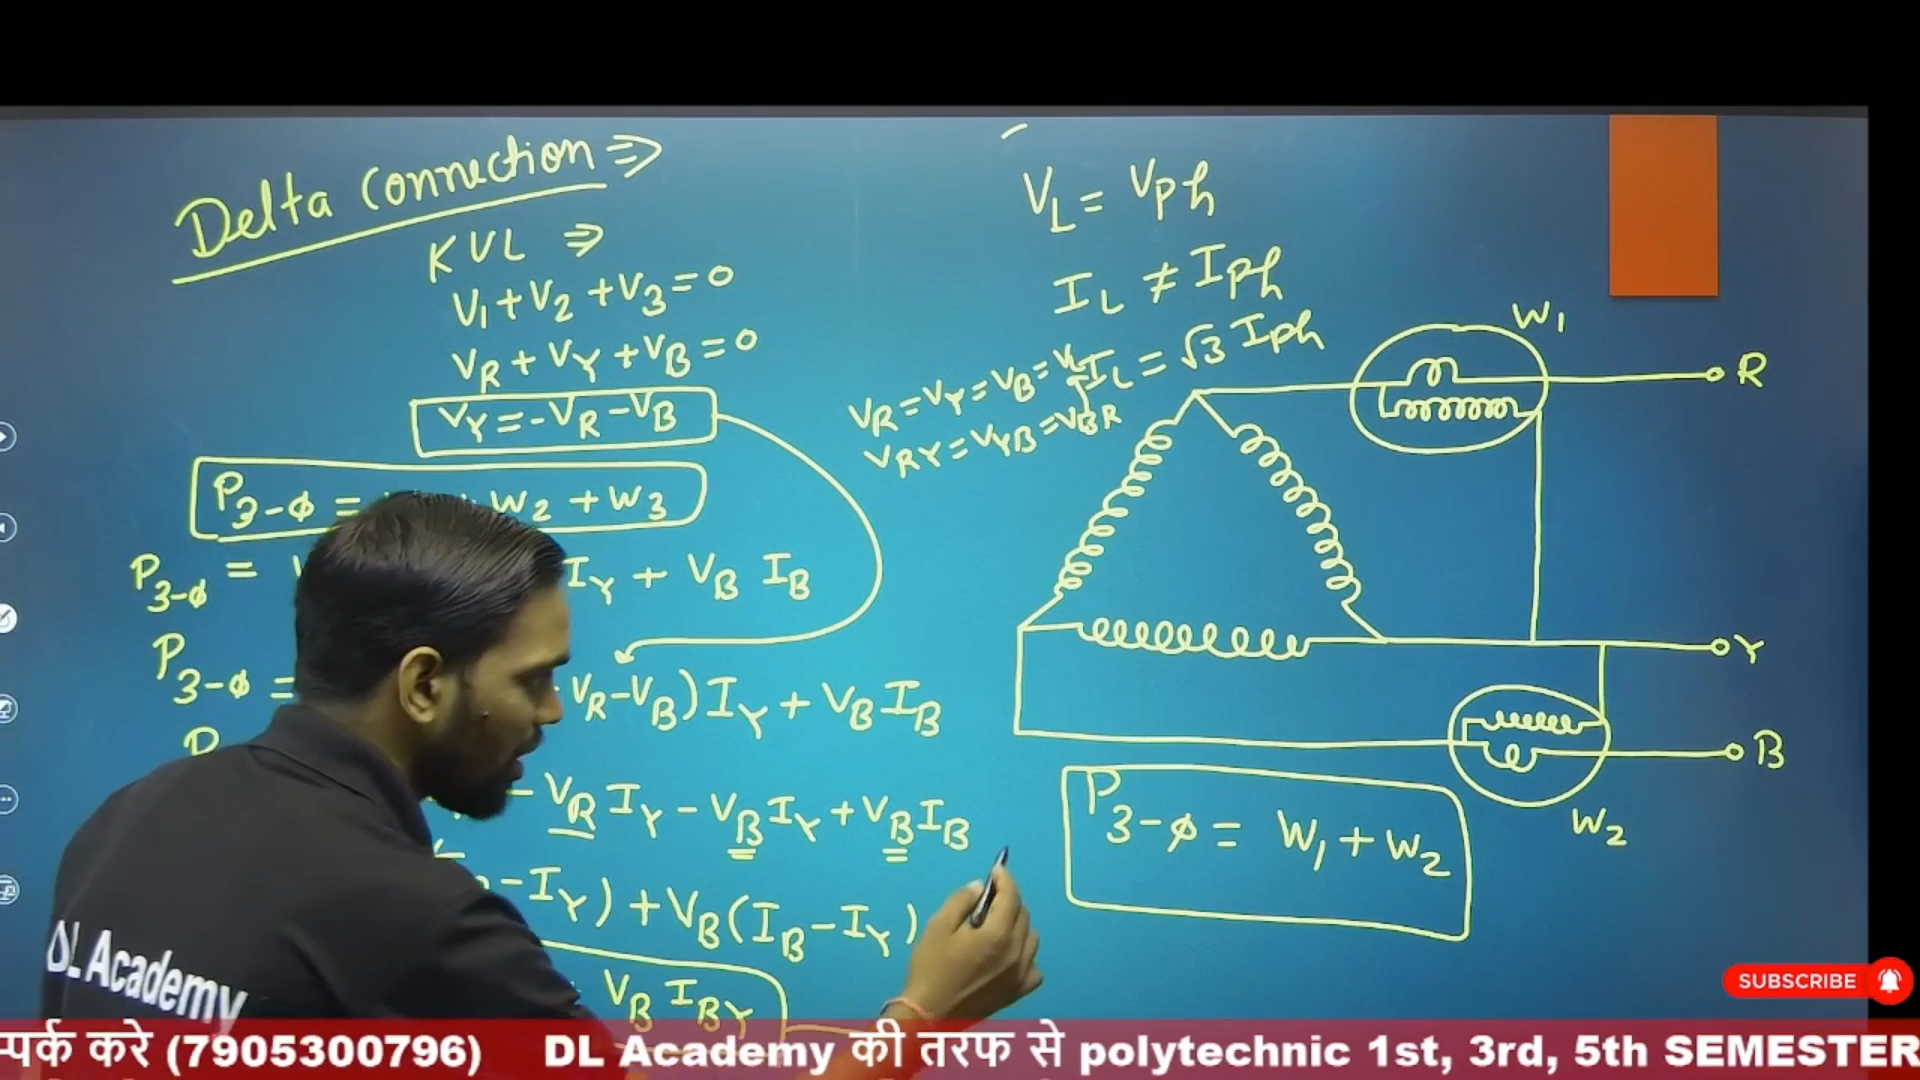 Delta Connection ⇒
KVL ⇒
V1 + V2 + V3 = 0
VR + VY + VB = 0
VY = -VR - VB
P3-φ = W2 + W3
P3-φ = IY + VB IB
P3-φ = VR - VB) IY + VB IB
P
- VR IY - VB IY + VB IB
- IY) + VB (IB - IY)
VB IBY
VL = Vph
IL ≠ Iph
IL = √3 Iph
VR = VY = VB =
VRY = VYB = VBR
W1
R
Y
B
W2
P3-φ = W1 + W2
DL Academy
SUBSCRIBE
पर्क करे (7905300796) DL Academy की तरफ से polytechnic 1st, 3rd, 5th SEMESTER